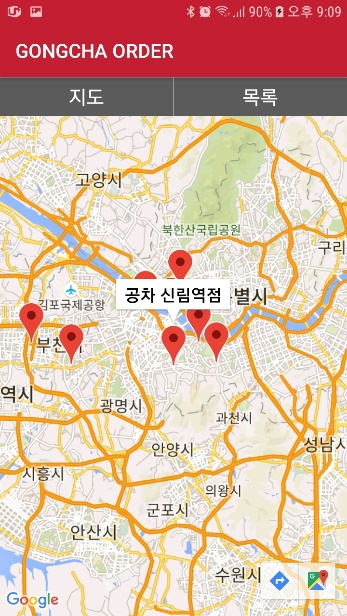 90% 오후 9:09
GONGCHA ORDER
지도 목록
고양시
북한산국립공원
구리
김포국제공항
공차 신림역점
별시
부천시
역시
광명시
과천시
안양시
성남시
시흥시
의왕시
군포시
안산시
수원시
Google